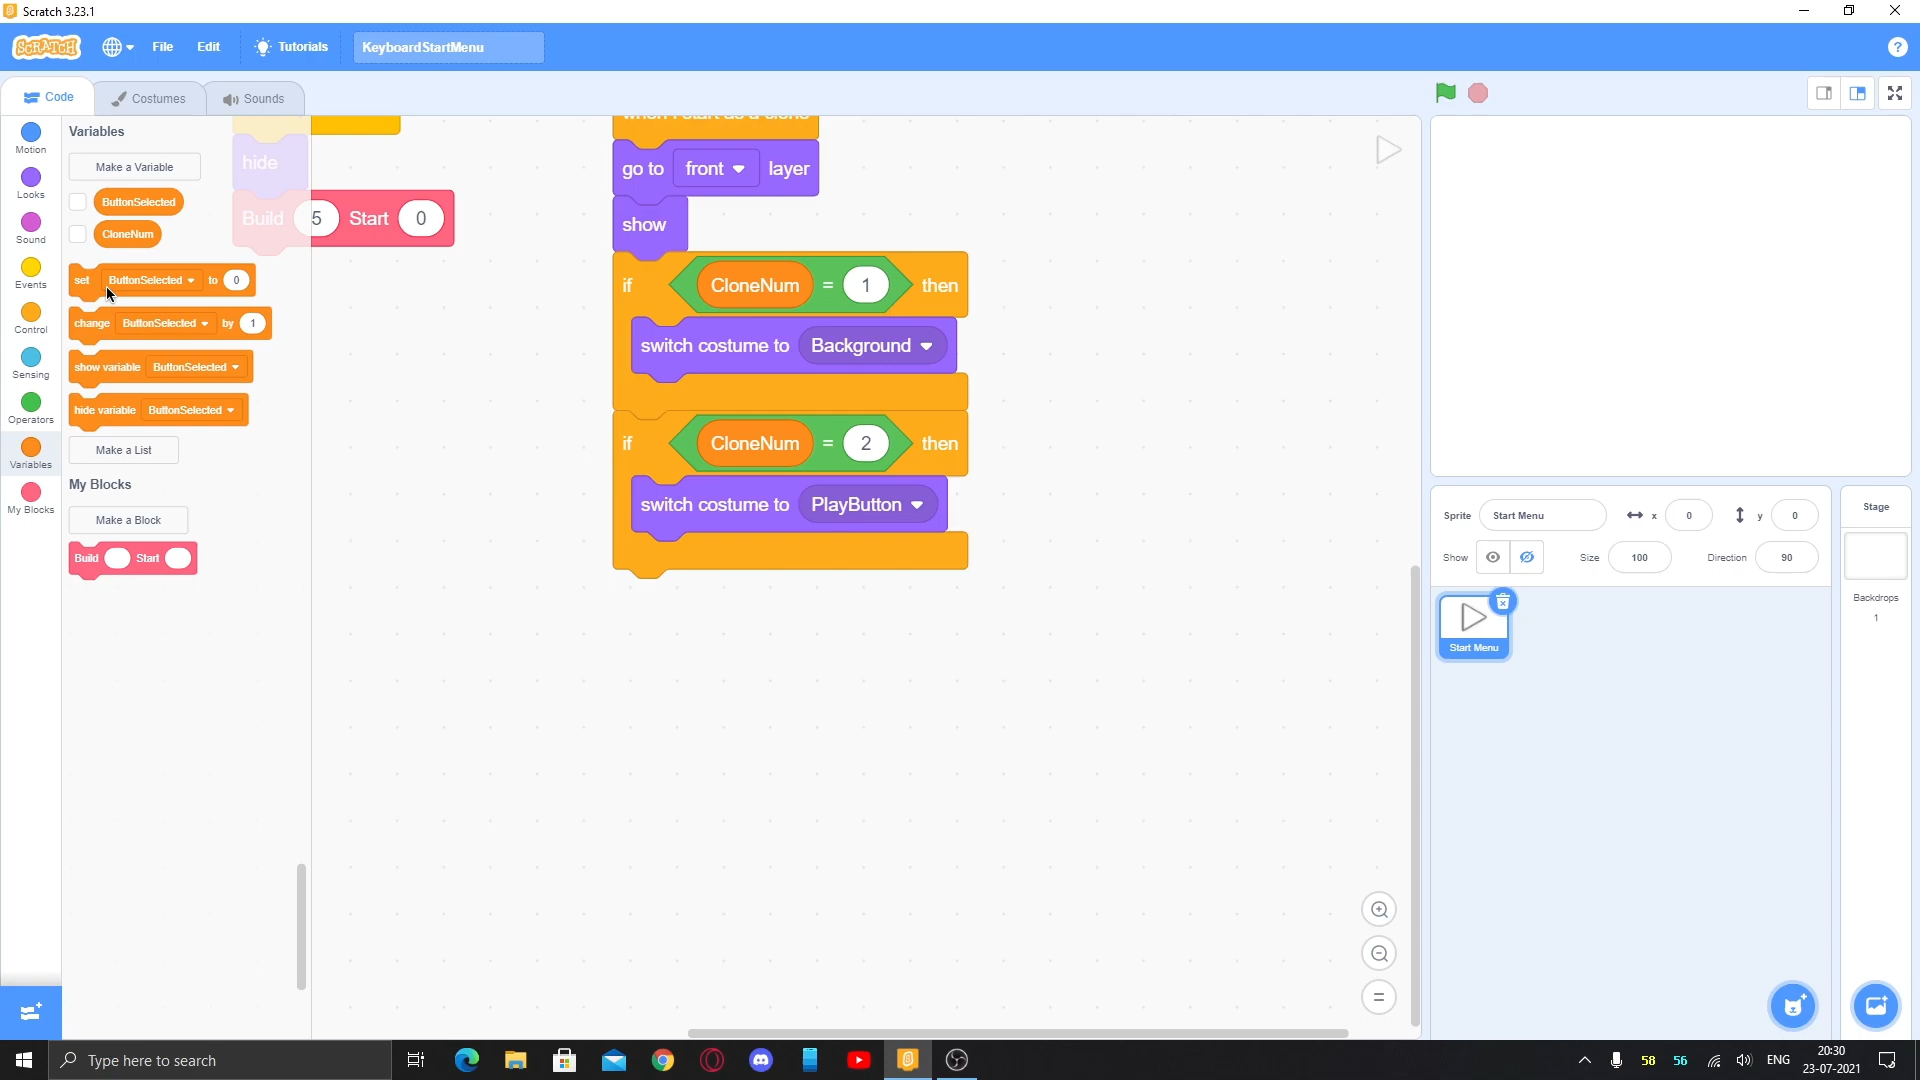 Scratch 3.23.1
SCRATCH
File
Edit
Tutorials
KeyboardStartMenu
Code
Costumes
Sounds
Motion
Looks
Sound
Events
Control
Sensing
Operators
Variables
My Blocks
Variables
Make a Variable
ButtonSelected
CloneNum
set ButtonSelected to 0
change ButtonSelected by 1
show variable ButtonSelected
hide variable ButtonSelected
Make a List
My Blocks
Make a Block
Build Start
hide
Build 5 Start 0
when I start as a clone
go to front layer
show
if CloneNum = 1 then
switch costume to Background
if CloneNum = 2 then
switch costume to PlayButton
Sprite Start Menu x 0 y 0
Show Size 100 Direction 90
Start Menu
Stage
Backdrops
1
Type here to search
58
56
ENG
20:30
23-07-2021